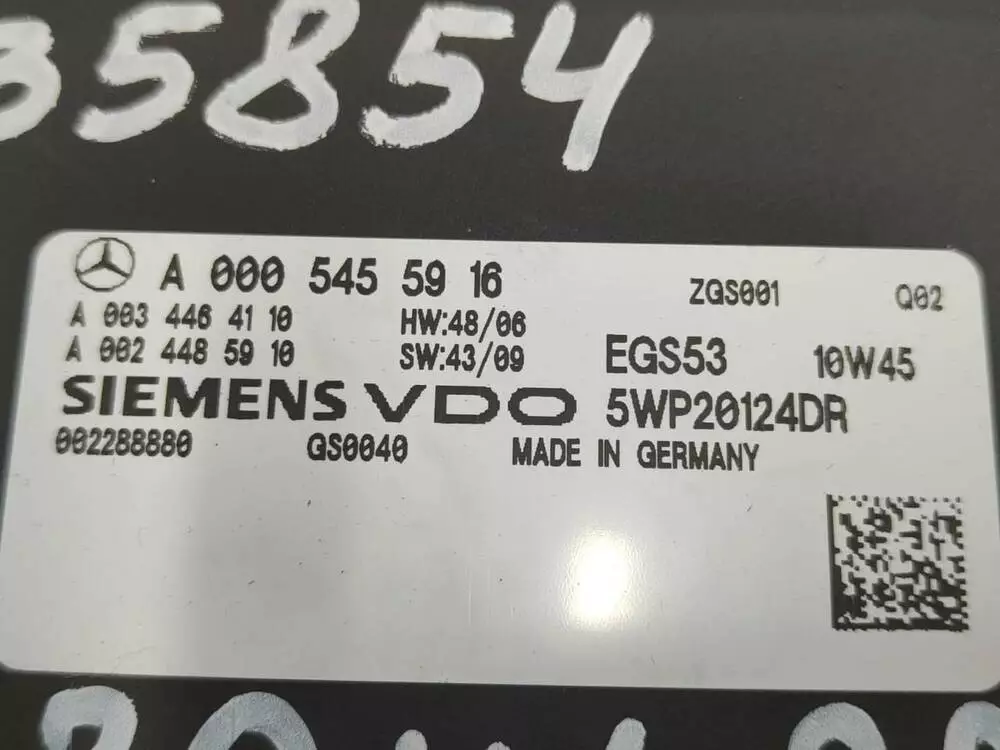 35854
A 000 545 59 16
ZGS001
Q02
A 003 446 41 10
HW:48/06
A 002 448 59 10
SW:43/09
EGS53
10W45
SIEMENS VDO 5WP20124DR
002288880
GS0040
MADE IN GERMANY